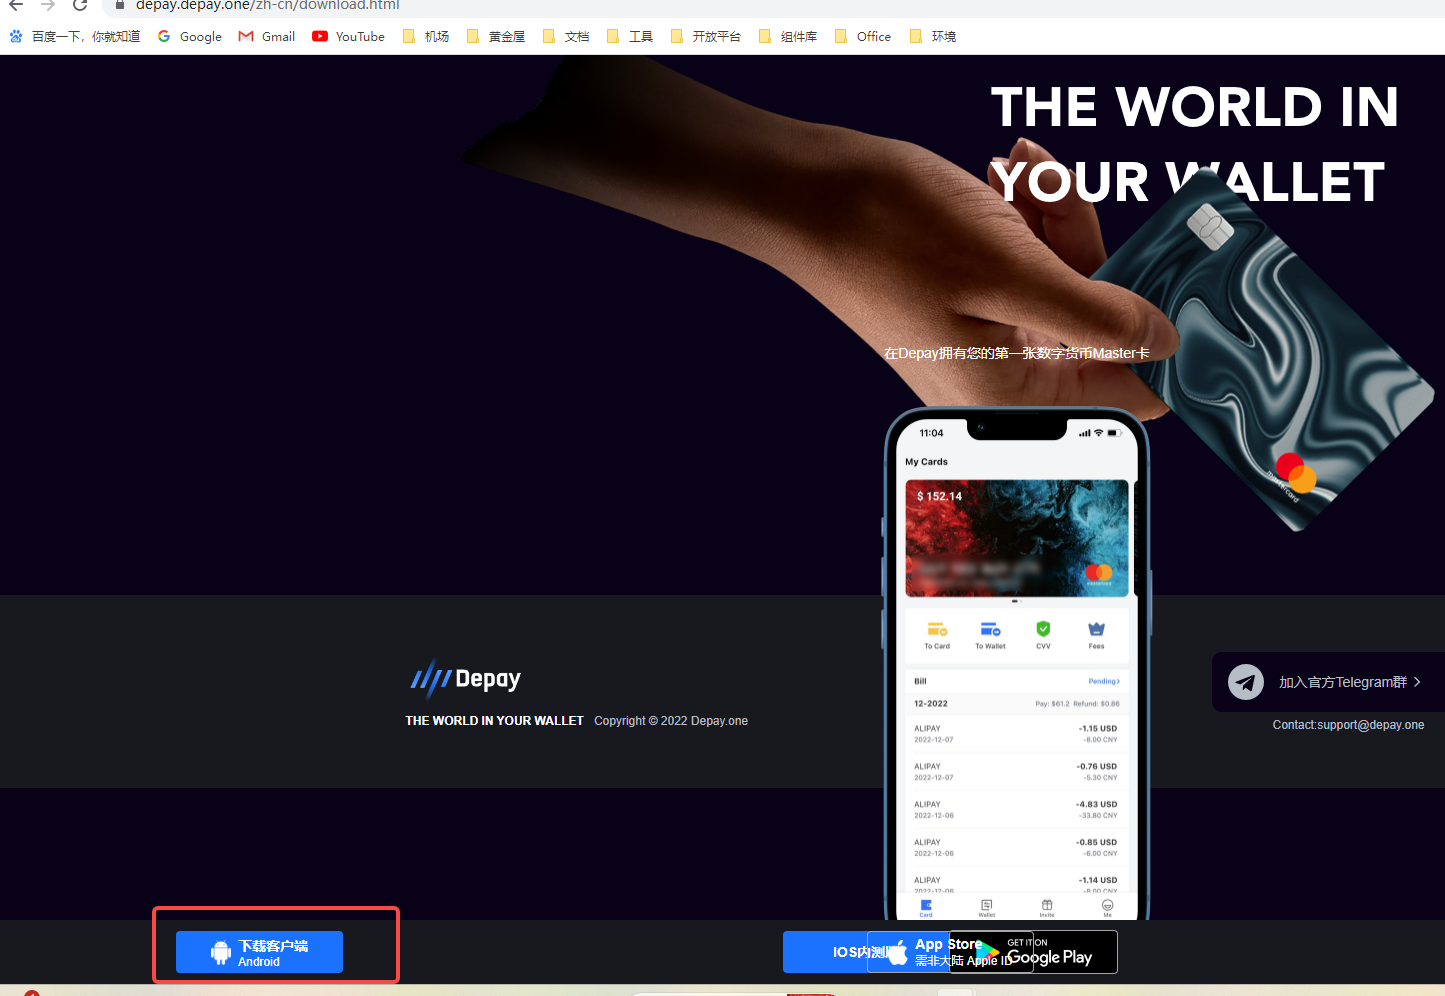 depay.depay.one/zh-cn/download.html
百度一下，你就知道
Google
Gmail
YouTube
机场
黄金屋
文档
工具
开放平台
组件库
Office
环境
THE WORLD IN
YOUR WALLET
在Depay拥有您的第一张数字货币Master卡
mastercard
11:04
My Cards
$ 152.14
To Card
To Wallet
CVV
Fees
Bill
Pending
12-2022
Pay: $61.2 Refund: $0.86
ALIPAY
-1.15 USD
2022-12-07
-8.00 CNY
ALIPAY
-0.76 USD
2022-12-07
-5.30 CNY
ALIPAY
-4.83 USD
2022-12-06
-33.80 CNY
ALIPAY
-0.85 USD
2022-12-06
-6.00 CNY
ALIPAY
-1.14 USD
2022-12-06
-8.00 CNY
Card
Wallet
Invite
Me
Depay
THE WORLD IN YOUR WALLET
Copyright © 2022 Depay.one
加入官方Telegram群
Contact:support@depay.one
下载客户端
Android
IOS内测
App Store
需非大陆 Apple ID
GET IT ON
Google Play